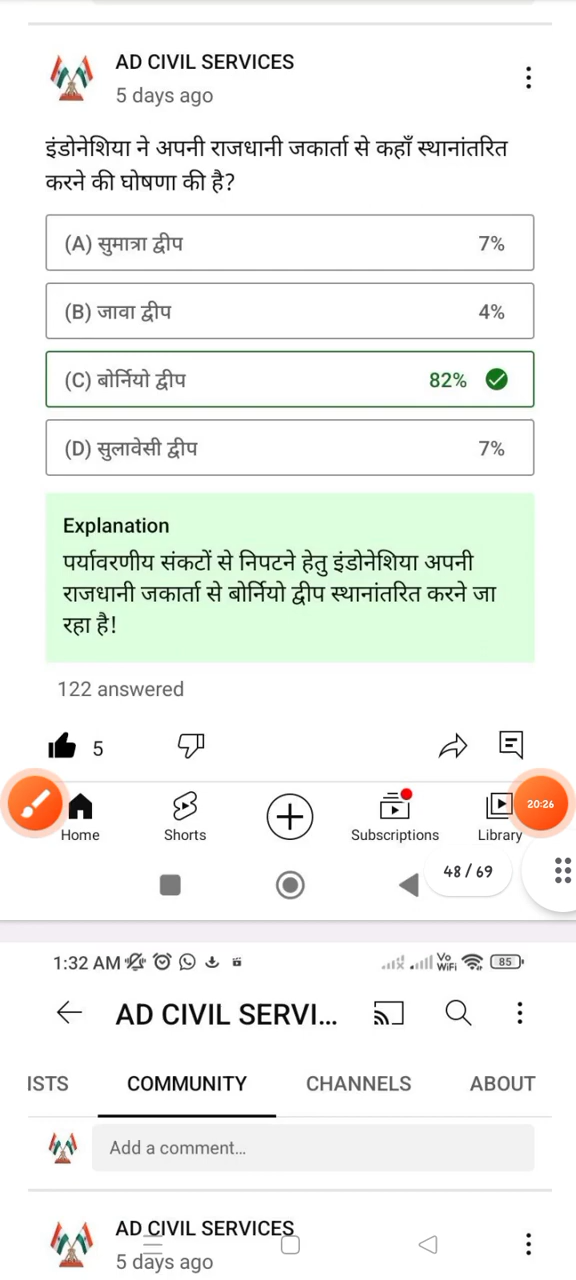 AD CIVIL SERVICES
5 days ago
इंडोनेशिया ने अपनी राजधानी जकार्ता से कहाँ स्थानांतरित
करने की घोषणा की है?
(A) सुमात्रा द्वीप 7%
(B) जावा द्वीप 4%
(C) बोर्नियो द्वीप 82%
(D) सुलावेसी द्वीप 7%
Explanation
पर्यावरणीय संकटों से निपटने हेतु इंडोनेशिया अपनी
राजधानी जकार्ता से बोर्नियो द्वीप स्थानांतरित करने जा
रहा है!
122 answered
5
20:26
Home Shorts Subscriptions Library
48 / 69
1:32 AM Vo WiFi 85
AD CIVIL SERVI...
ISTS COMMUNITY CHANNELS ABOUT
Add a comment...
AD CIVIL SERVICES
5 days ago